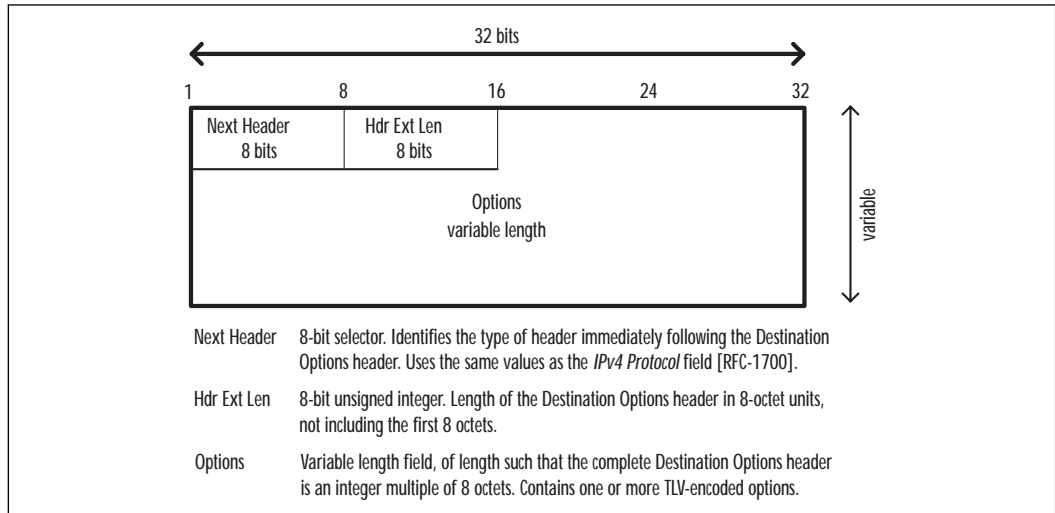 32 bits
1 8 16 24 32
Next Header Hdr Ext Len
8 bits 8 bits
Options
variable length
variable
Next Header 8-bit selector. Identifies the type of header immediately following the Destination
Options header. Uses the same values as the IPv4 Protocol field [RFC-1700].
Hdr Ext Len 8-bit unsigned integer. Length of the Destination Options header in 8-octet units,
not including the first 8 octets.
Options Variable length field, of length such that the complete Destination Options header
is an integer multiple of 8 octets. Contains one or more TLV-encoded options.